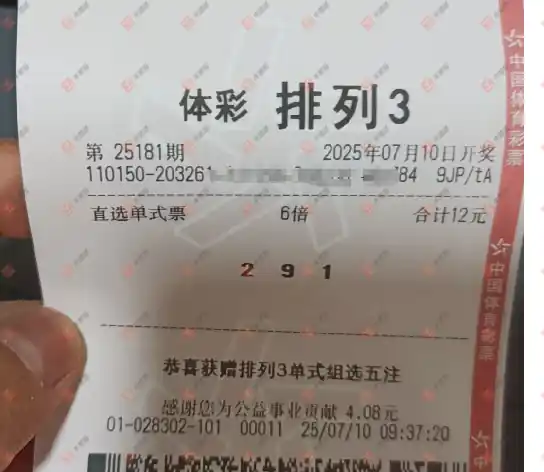 体彩 排列3
第 25181期 2025年07月10日开奖
110150-203261- 84 9JP/tA
直选单式票 6倍 合计12元
2 9 1
恭喜获赠排列3单式组选五注
感谢您为公益事业贡献 4.08元
01-028302-101 00011 25/07/10 09:37:20
中国体育彩票
中国体育彩票